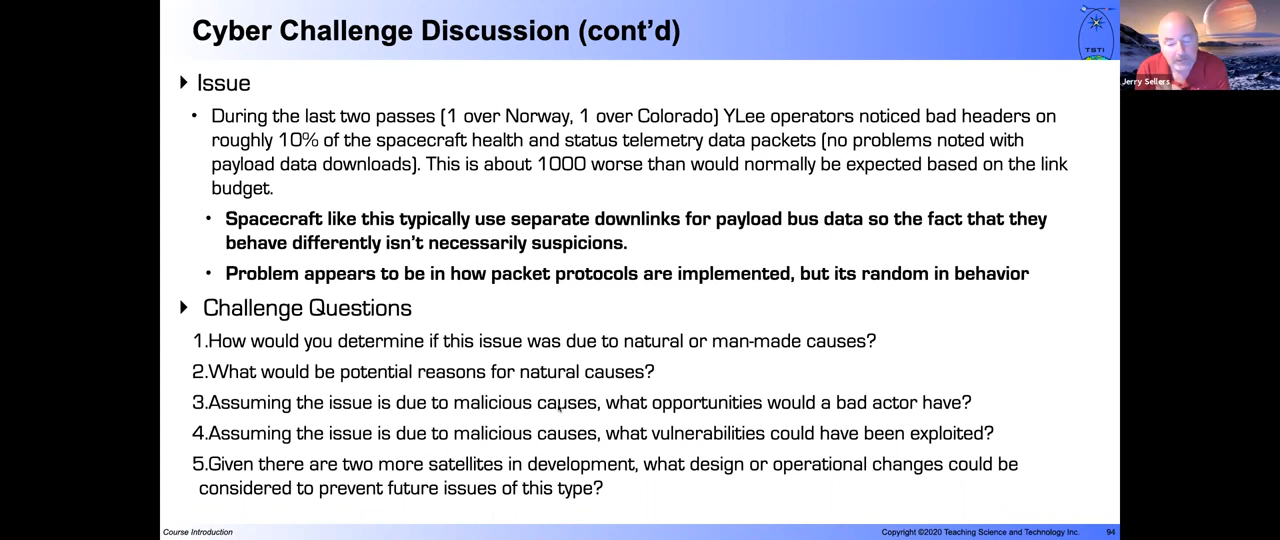 Cyber Challenge Discussion (cont’d)
TSTI
Jerry Sellers
Issue
• During the last two passes (1 over Norway, 1 over Colorado) YLee operators noticed bad headers on
roughly 10% of the spacecraft health and status telemetry data packets (no problems noted with
payload data downloads). This is about 1000 worse than would normally be expected based on the link
budget.
• Spacecraft like this typically use separate downlinks for payload bus data so the fact that they
behave differently isn’t necessarily suspicions.
• Problem appears to be in how packet protocols are implemented, but its random in behavior
Challenge Questions
1.How would you determine if this issue was due to natural or man-made causes?
2.What would be potential reasons for natural causes?
3.Assuming the issue is due to malicious causes, what opportunities would a bad actor have?
4.Assuming the issue is due to malicious causes, what vulnerabilities could have been exploited?
5.Given there are two more satellites in development, what design or operational changes could be
considered to prevent future issues of this type?
Course Introduction
Copyright ©2020 Teaching Science and Technology Inc.
94